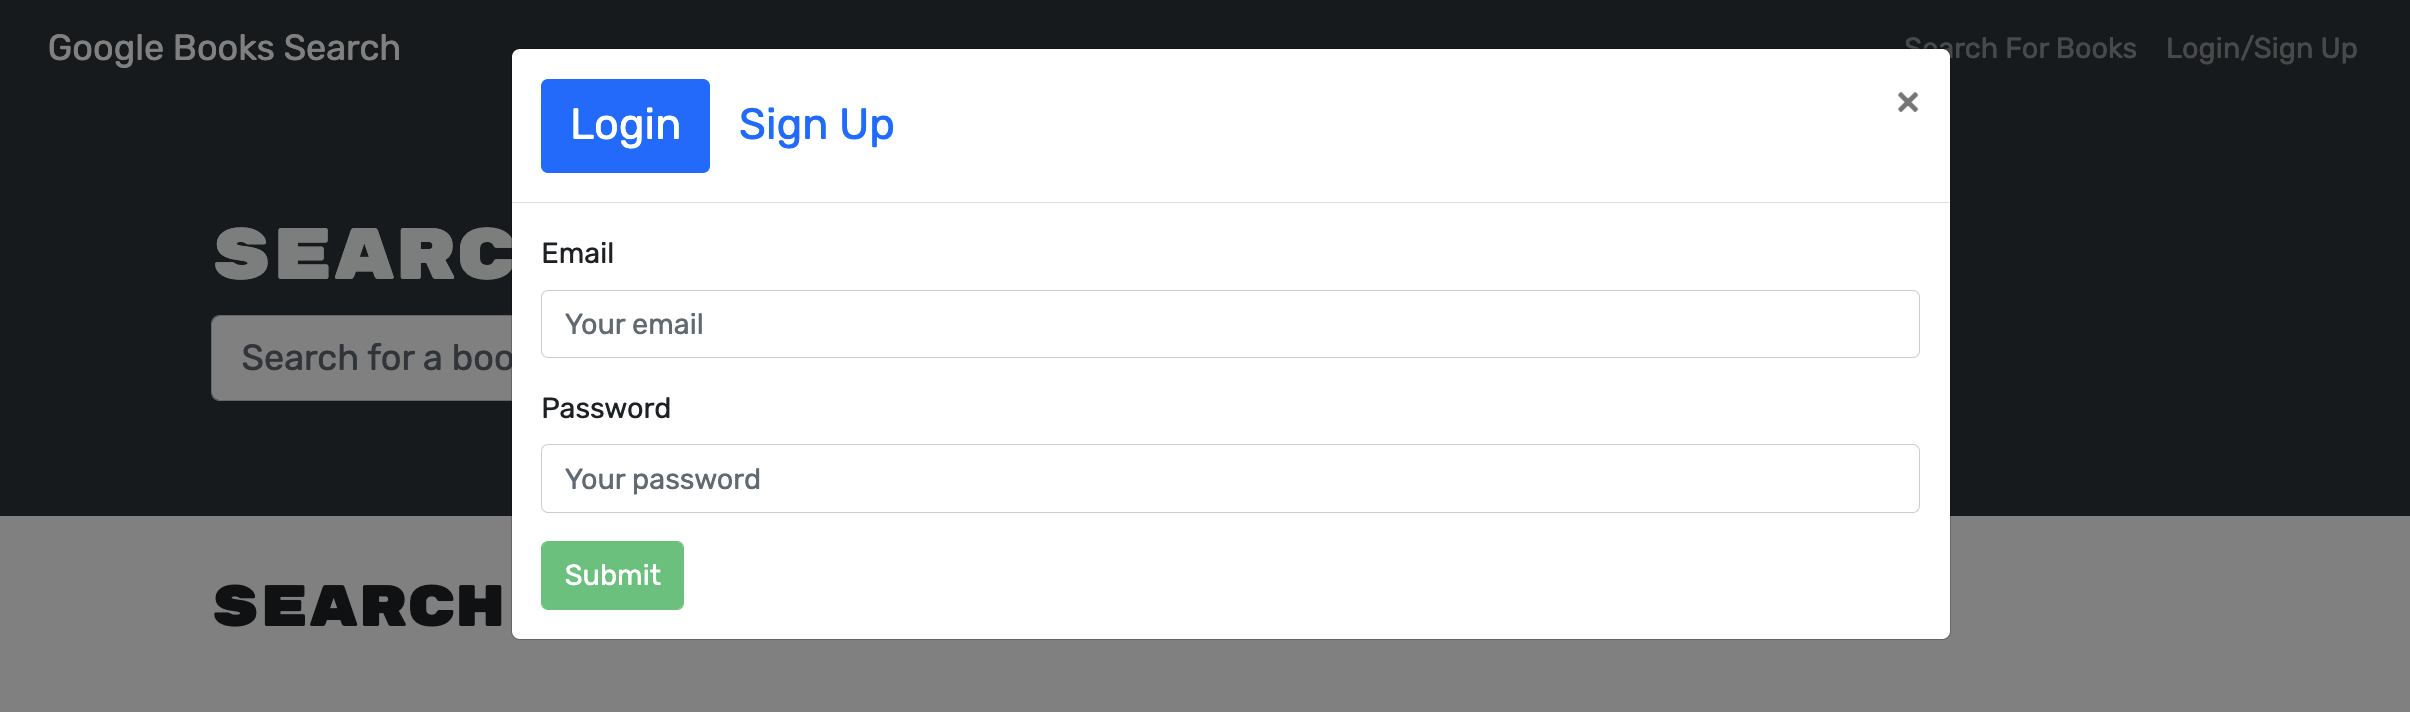 Google Books Search
Search For Books Login/Sign Up
Login Sign Up ×
SEARC
Search for a boo
Email
Your email
Password
Your password
Submit
SEARCH